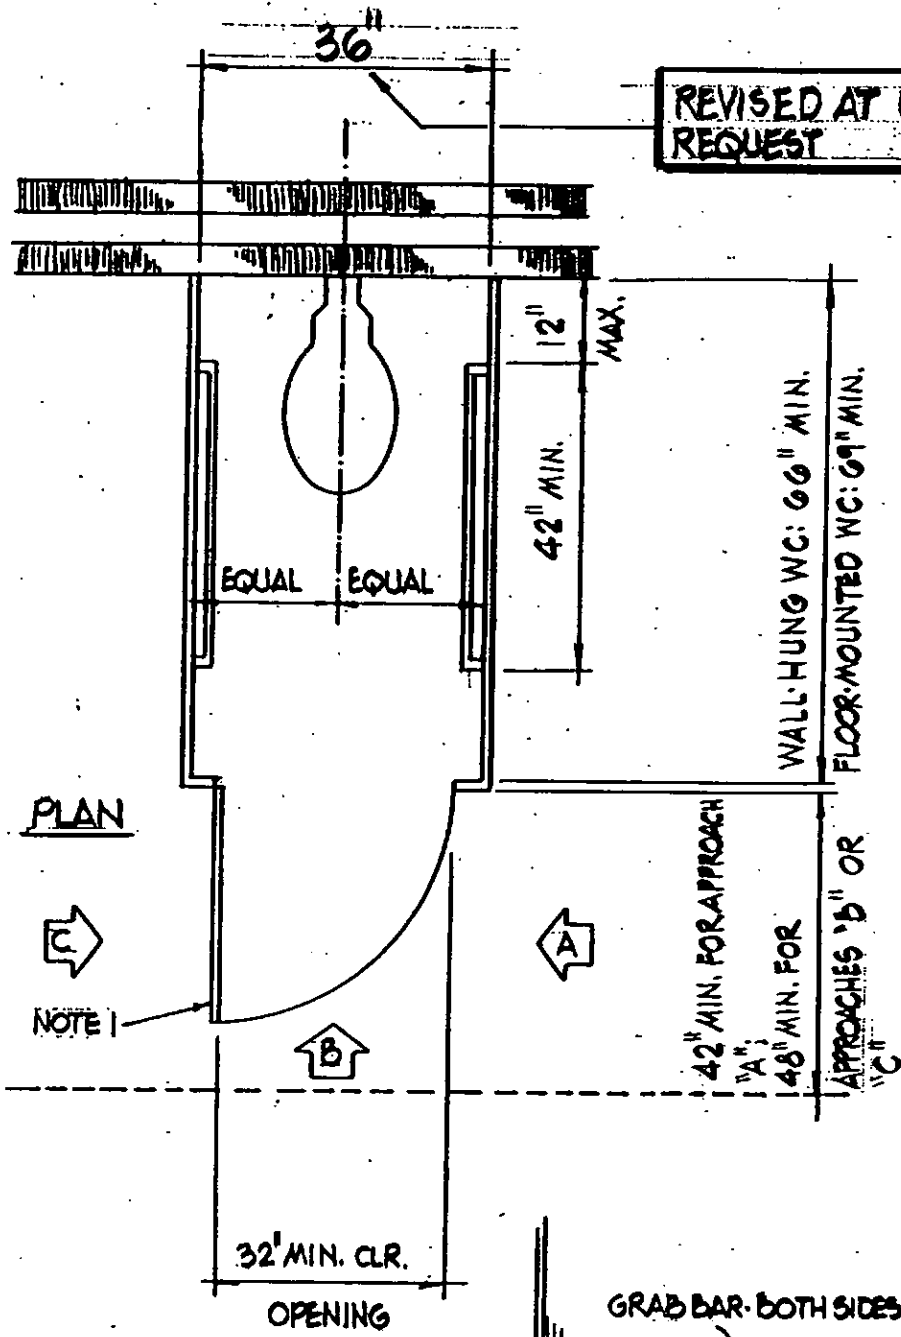 36"
REVISED AT
REQUEST
12"
MAX.
42" MIN.
EQUAL EQUAL
WALL-HUNG WC: 66" MIN.
FLOOR-MOUNTED WC: 69" MIN.
PLAN
C
A
B
NOTE 1
42" MIN. FOR APPROACH
"A";
48" MIN. FOR
APPROACHES "B" OR
"C"
32" MIN. CLR.
OPENING
GRAB BAR-BOTH SIDES